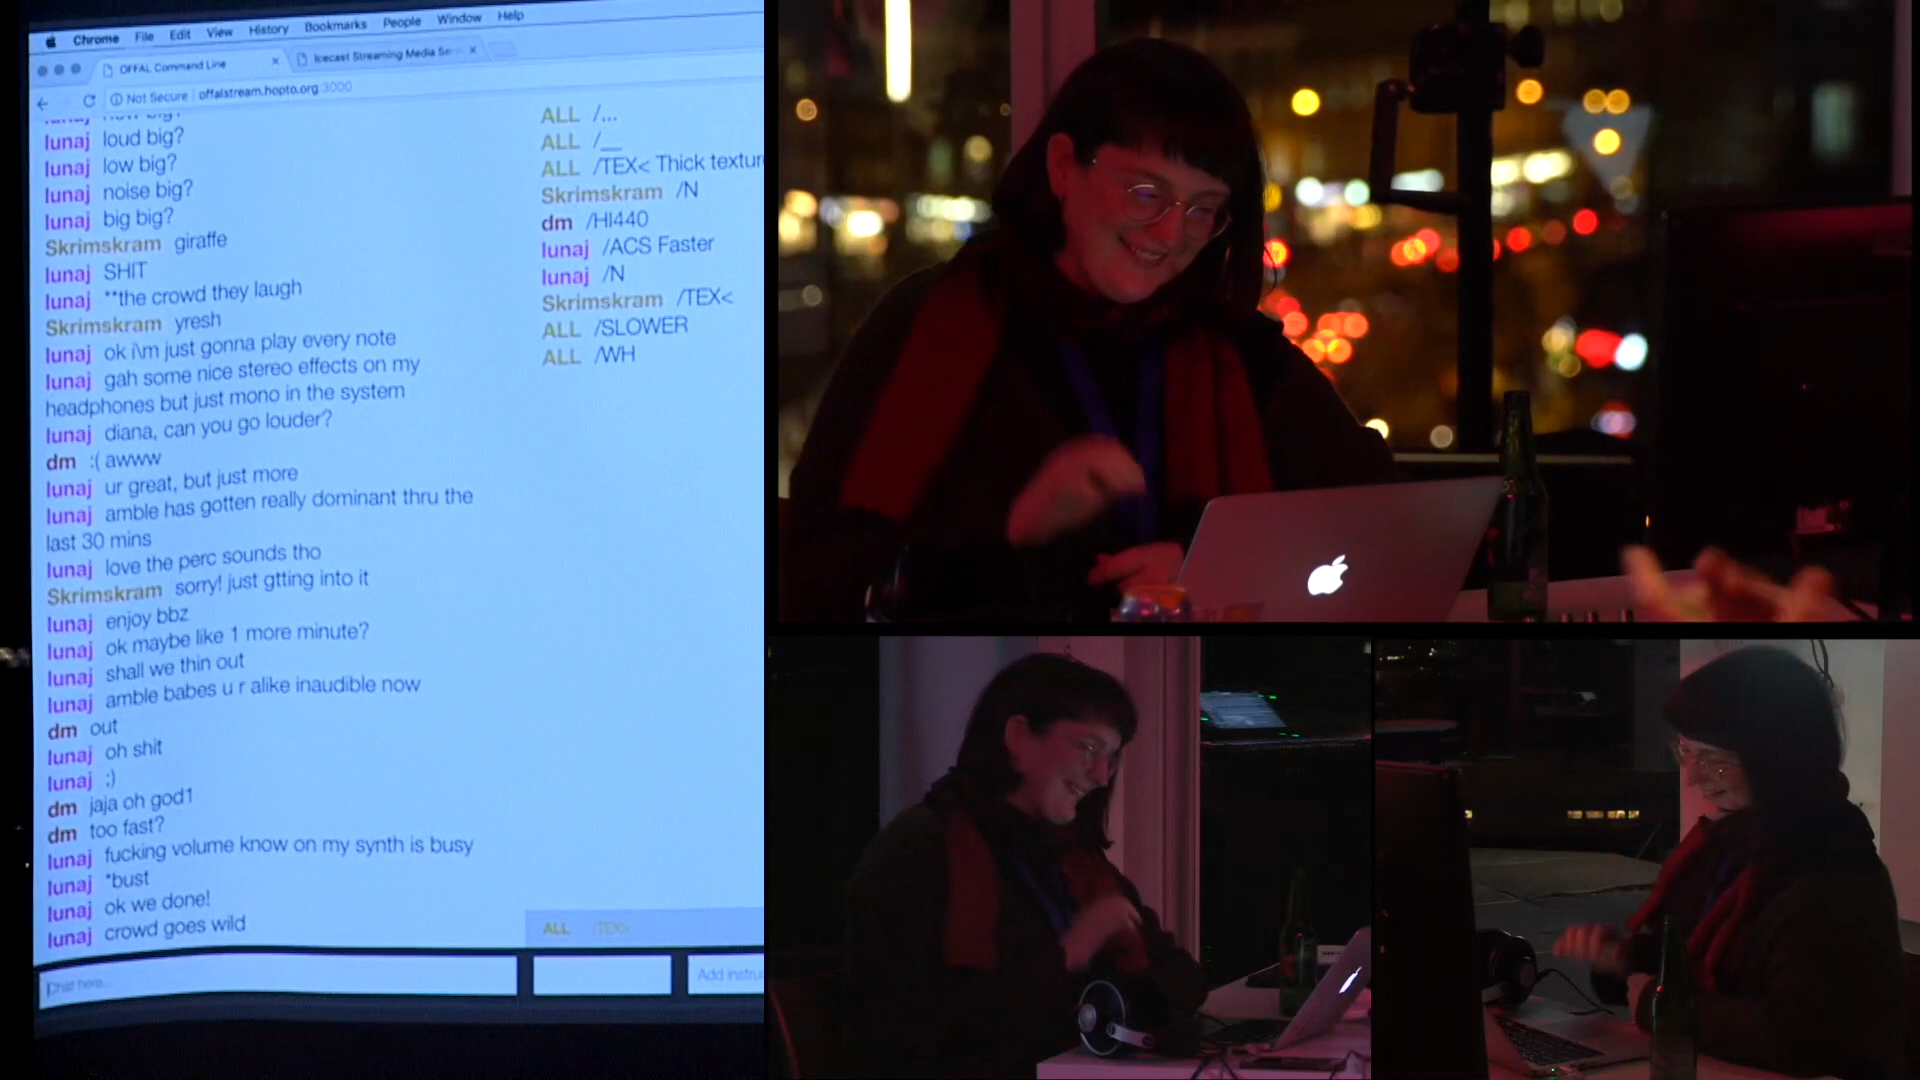 Chrome File Edit View History Bookmarks People Window Help
OFFAL Command Line
Icecast Streaming Media
Not Secure offalstream.hopto.org:3000
lunaj loud big?
lunaj low big?
lunaj noise big?
lunaj big big?
Skrimskram giraffe
lunaj SHIT
lunaj **the crowd they laugh
Skrimskram yresh
lunaj ok i\m just gonna play every note
lunaj gah some nice stereo effects on my
headphones but just mono in the system
lunaj diana, can you go louder?
dm :( awww
lunaj ur great, but just more
lunaj amble has gotten really dominant thru the
last 30 mins
lunaj love the perc sounds tho
Skrimskram sorry! just gtting into it
lunaj enjoy bbz
lunaj ok maybe like 1 more minute?
lunaj shall we thin out
lunaj amble babes u r alike inaudible now
dm out
lunaj oh shit
lunaj ;)
dm jaja oh god1
dm too fast?
lunaj fucking volume know on my synth is busy
lunaj *bust
lunaj ok we done!
lunaj crowd goes wild
Chat here...
ALL /...
ALL /__
ALL /TEX< Thick textur
Skrimskram /N
dm /HI440
lunaj /ACS Faster
lunaj /N
Skrimskram /TEX<
ALL /SLOWER
ALL /WH
ALL
Add instru